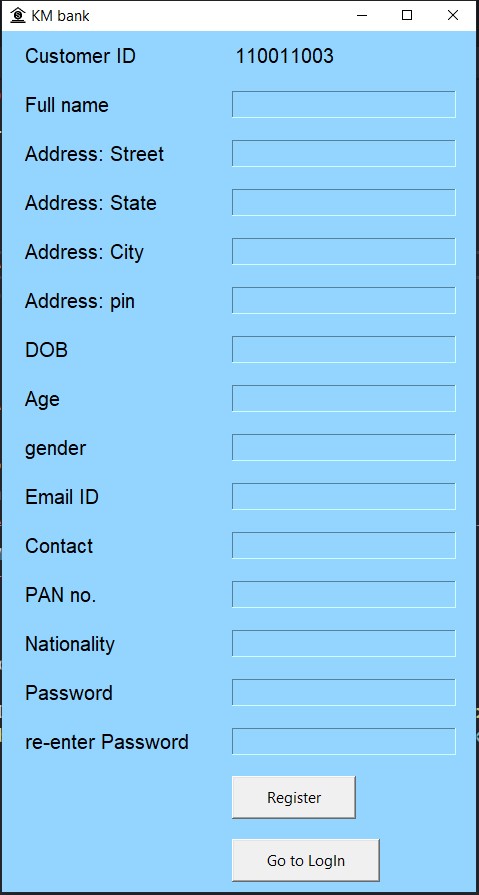 KM bank
Customer ID 110011003
Full name
Address: Street
Address: State
Address: City
Address: pin
DOB
Age
gender
Email ID
Contact
PAN no.
Nationality
Password
re-enter Password
Register
Go to LogIn